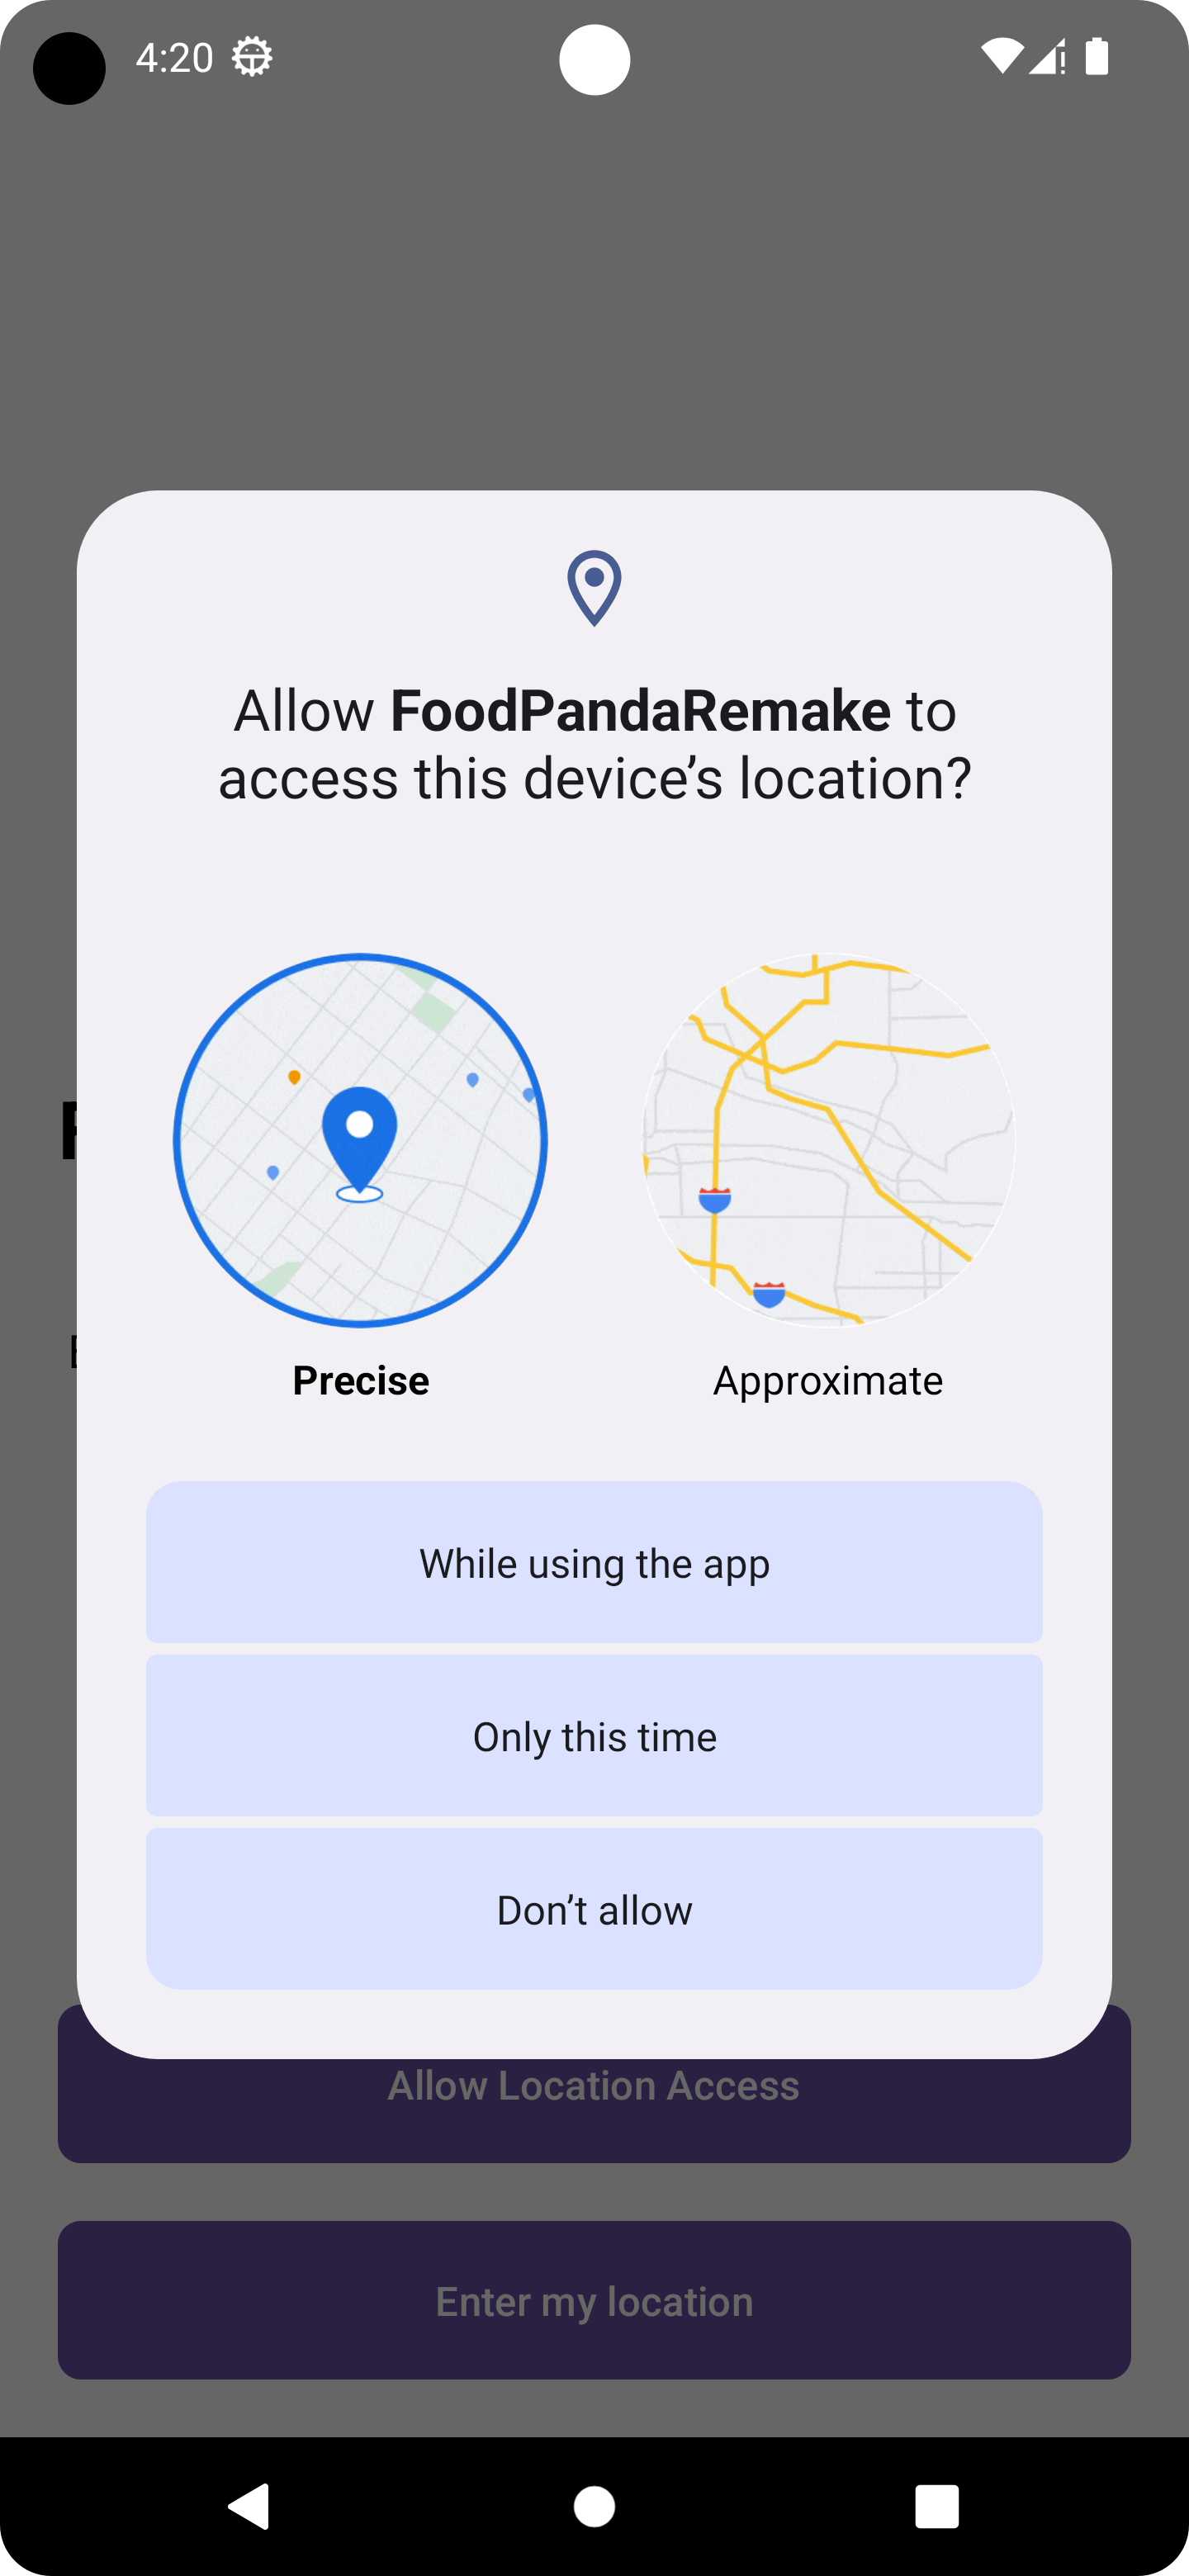 4:20
Allow FoodPandaRemake to
access this device’s location?
Precise
Approximate
While using the app
Only this time
Don’t allow
Allow Location Access
Enter my location